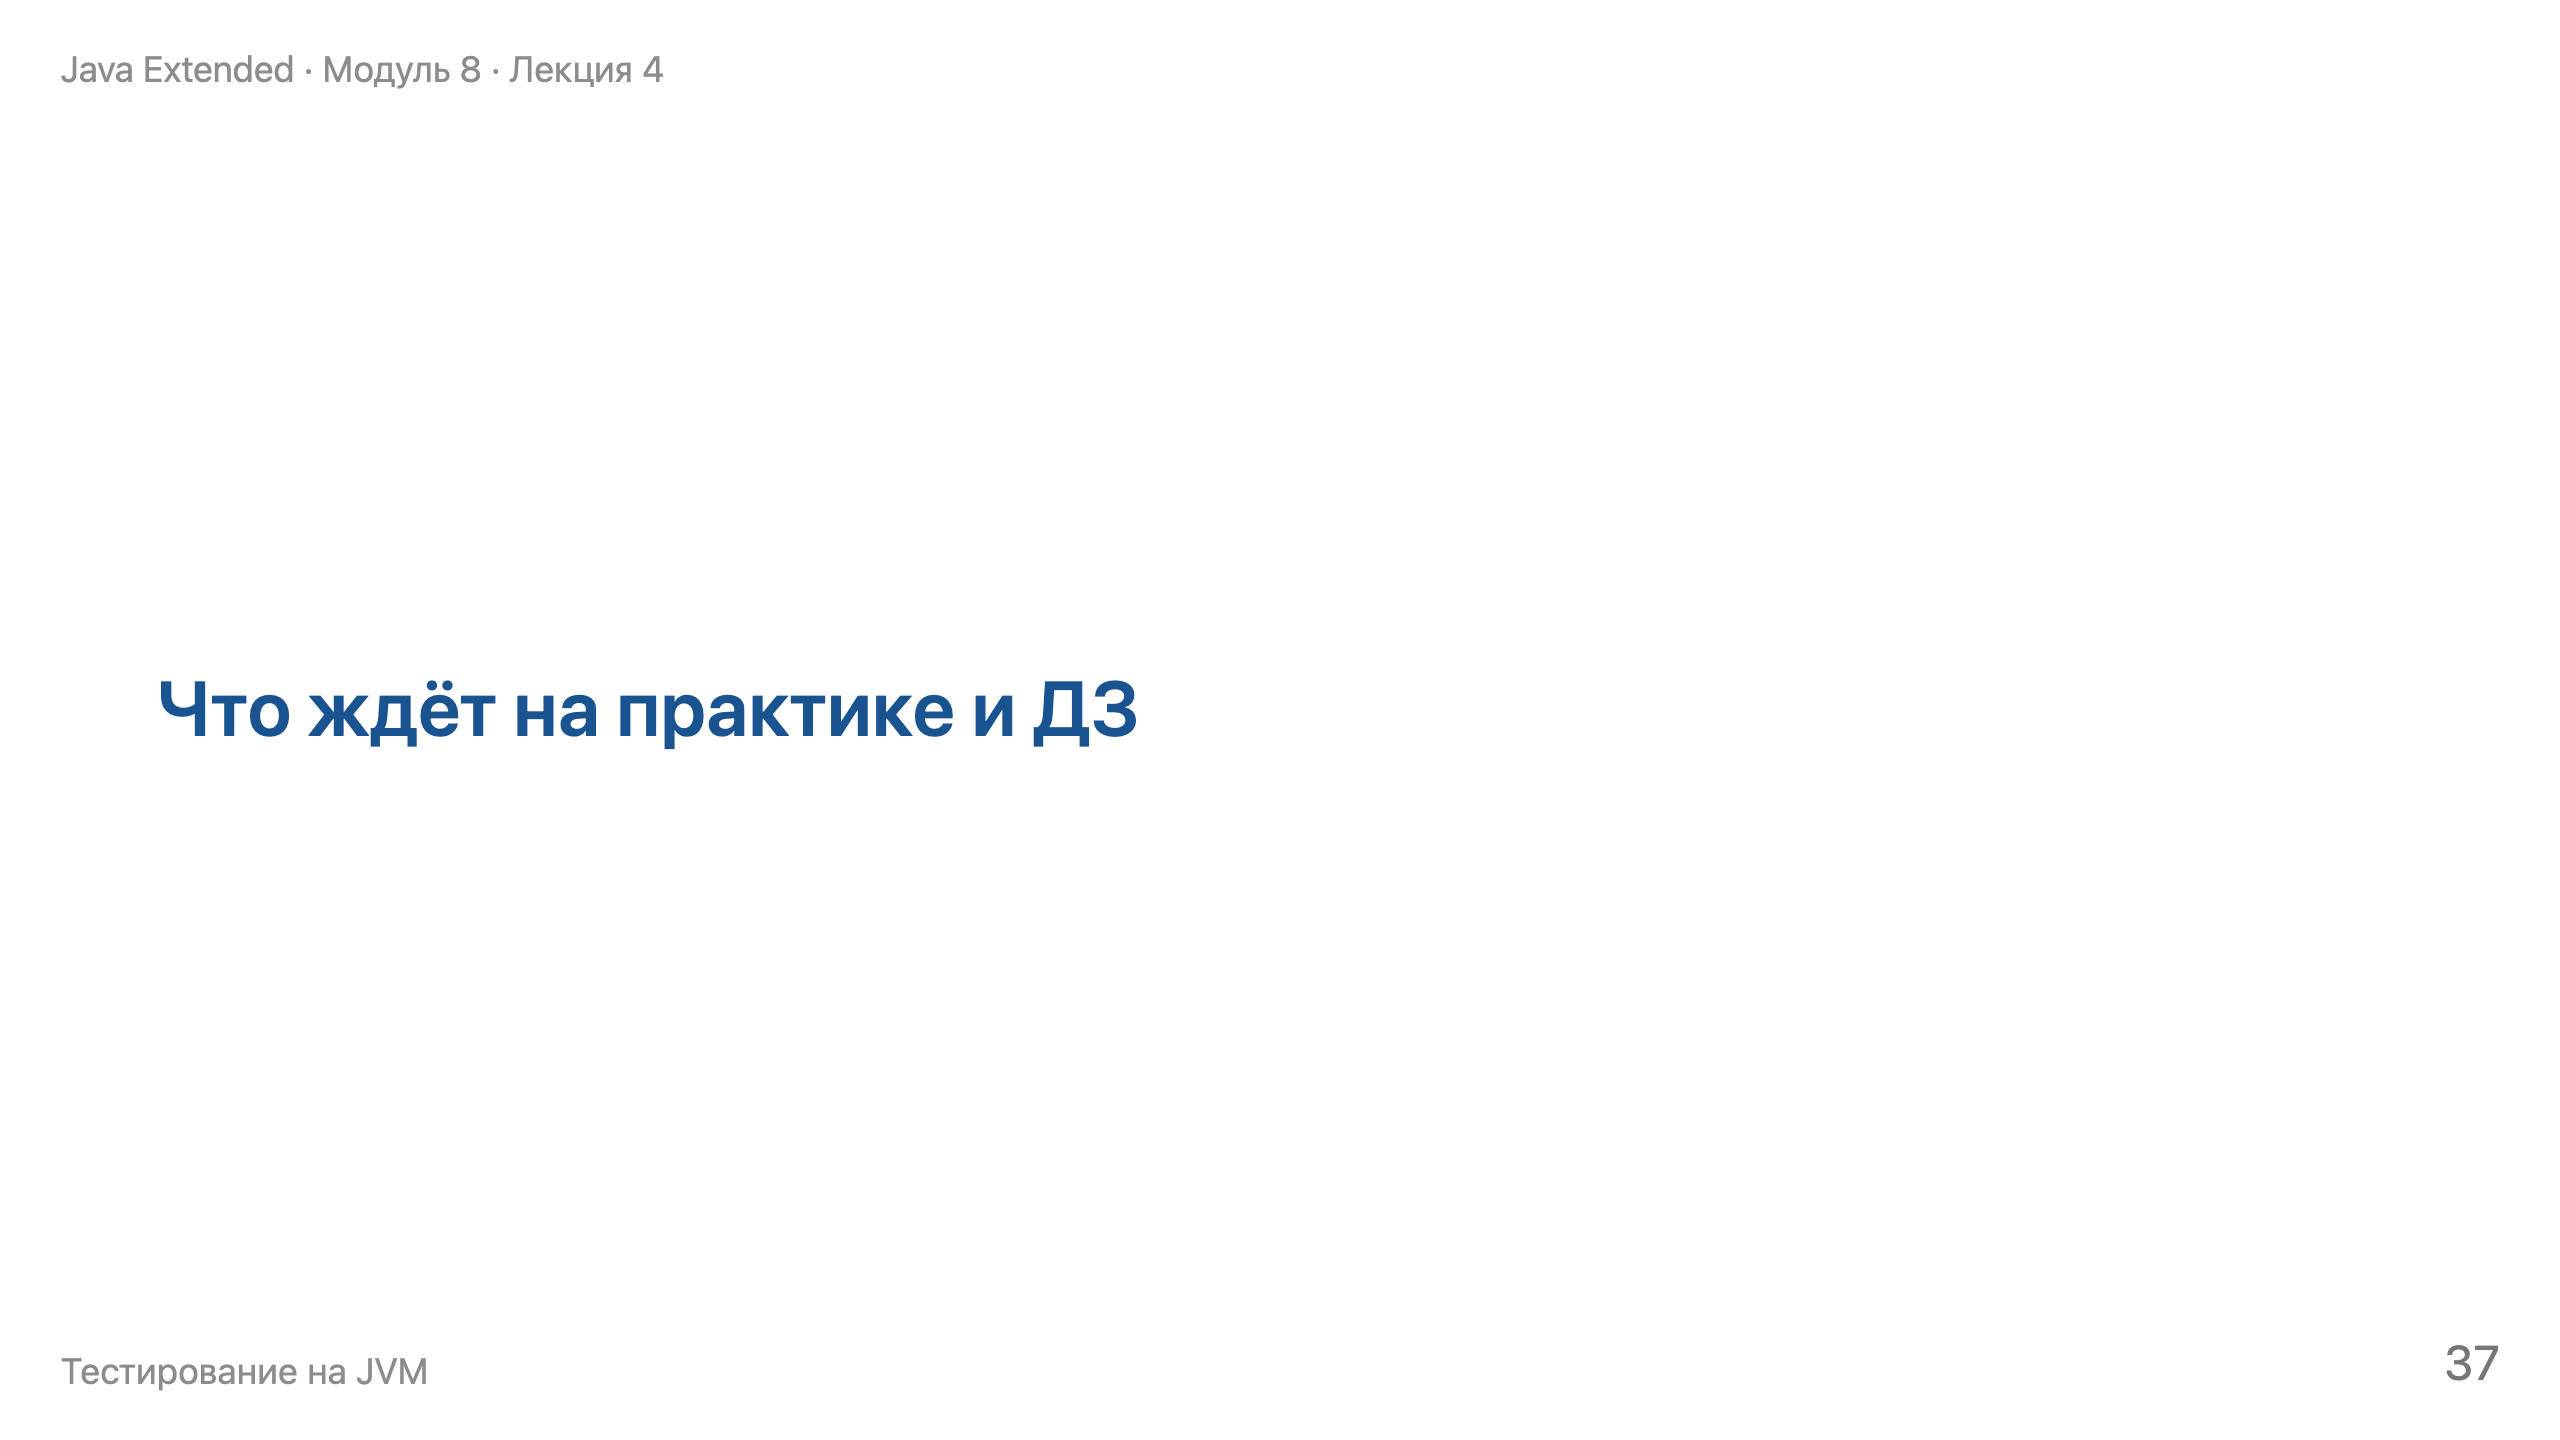 Java Extended · Модуль 8 · Лекция 4
Что ждёт на практике и ДЗ
Тестирование на JVM
37